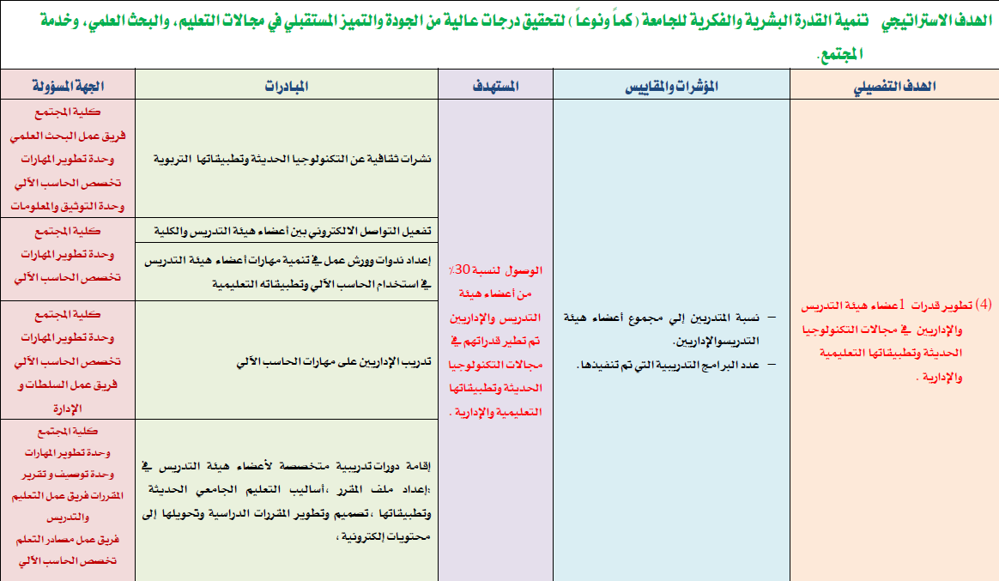 الهدف الاستراتيجي تنمية القدرة البشرية والفكرية للجامعة ( كماً ونوعاً ) لتحقيق درجات عالية من الجودة والتميز المستقبلي في مجالات التعليم، والبحث العلمي، وخدمة
المجتمع.
الهدف التفصيلي
المؤشرات والمقاييس
المستهدف
المبادرات
الجهة المسؤولة
(4) تطوير قدرات 1عضاء هيئة التدريس
والإداريين في مجالات التكنولوجيا
الحديثة وتطبيقاتها التعليمية
والإدارية .
– نسبة المتدربين إلي مجموع أعضاء هيئة
التدريسوالإداريين.
– عدد البرامج التدريبية التي تم تنفيذها.
الوصول لنسبة 30٪
من أعضاء هيئة
التدريس والإداريين
تم تطير قدراتهم في
مجالات التكنولوجيا
الحديثة وتطبيقاتها
التعليمية والإدارية .
نشرات ثقافية عن التكنولوجيا الحديثة وتطبيقاتها التربوية
كلية المجتمع
فريق عمل البحث العلمي
وحدة تطوير المهارات
تخصص الحاسب الآلي
وحدة التوثيق والمعلومات
تفعيل التواصل الالكتروني بين أعضاء هيئة التدريس والكلية
إعداد ندوات وورش عمل في تنمية مهارات أعضاء هيئة التدريس
في استخدام الحاسب الآلي وتطبيقاته التعليمية
كلية المجتمع
وحدة تطوير المهارات
تخصص الحاسب الآلي
تدريب الإداريين على مهارات الحاسب الآلي
كلية المجتمع
وحدة تطوير المهارات
تخصص الحاسب الآلي
فريق عمل السلطات و
الإدارة
إقامة دورات تدريبية متخصصة لأعضاء هيئة التدريس في
:إعداد ملف المقرر ،أساليب التعليم الجامعي الحديثة
وتطبيقاتها ،تصميم وتطوير المقررات الدراسية وتحويلها إلى
محتويات إلكترونية ،
كلية المجتمع
وحدة تطوير المهارات
وحدة توصيف و تقرير
المقررات فريق عمل التعليم
والتدريس
فريق عمل مصادر التعلم
تخصص الحاسب الآلي